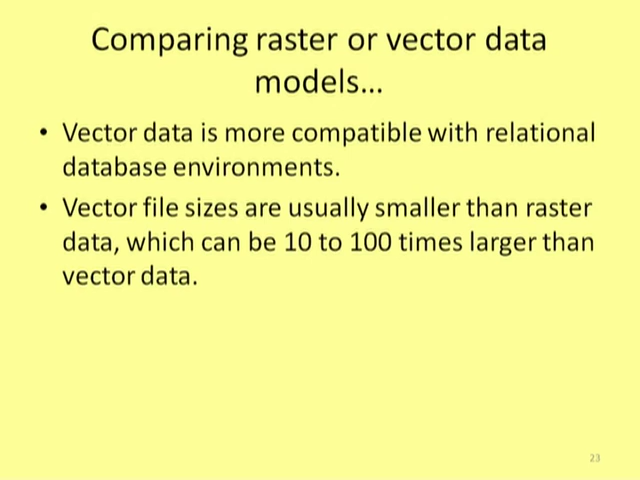 Comparing raster or vector data
models...
• Vector data is more compatible with relational
database environments.
• Vector file sizes are usually smaller than raster
data, which can be 10 to 100 times larger than
vector data.
23